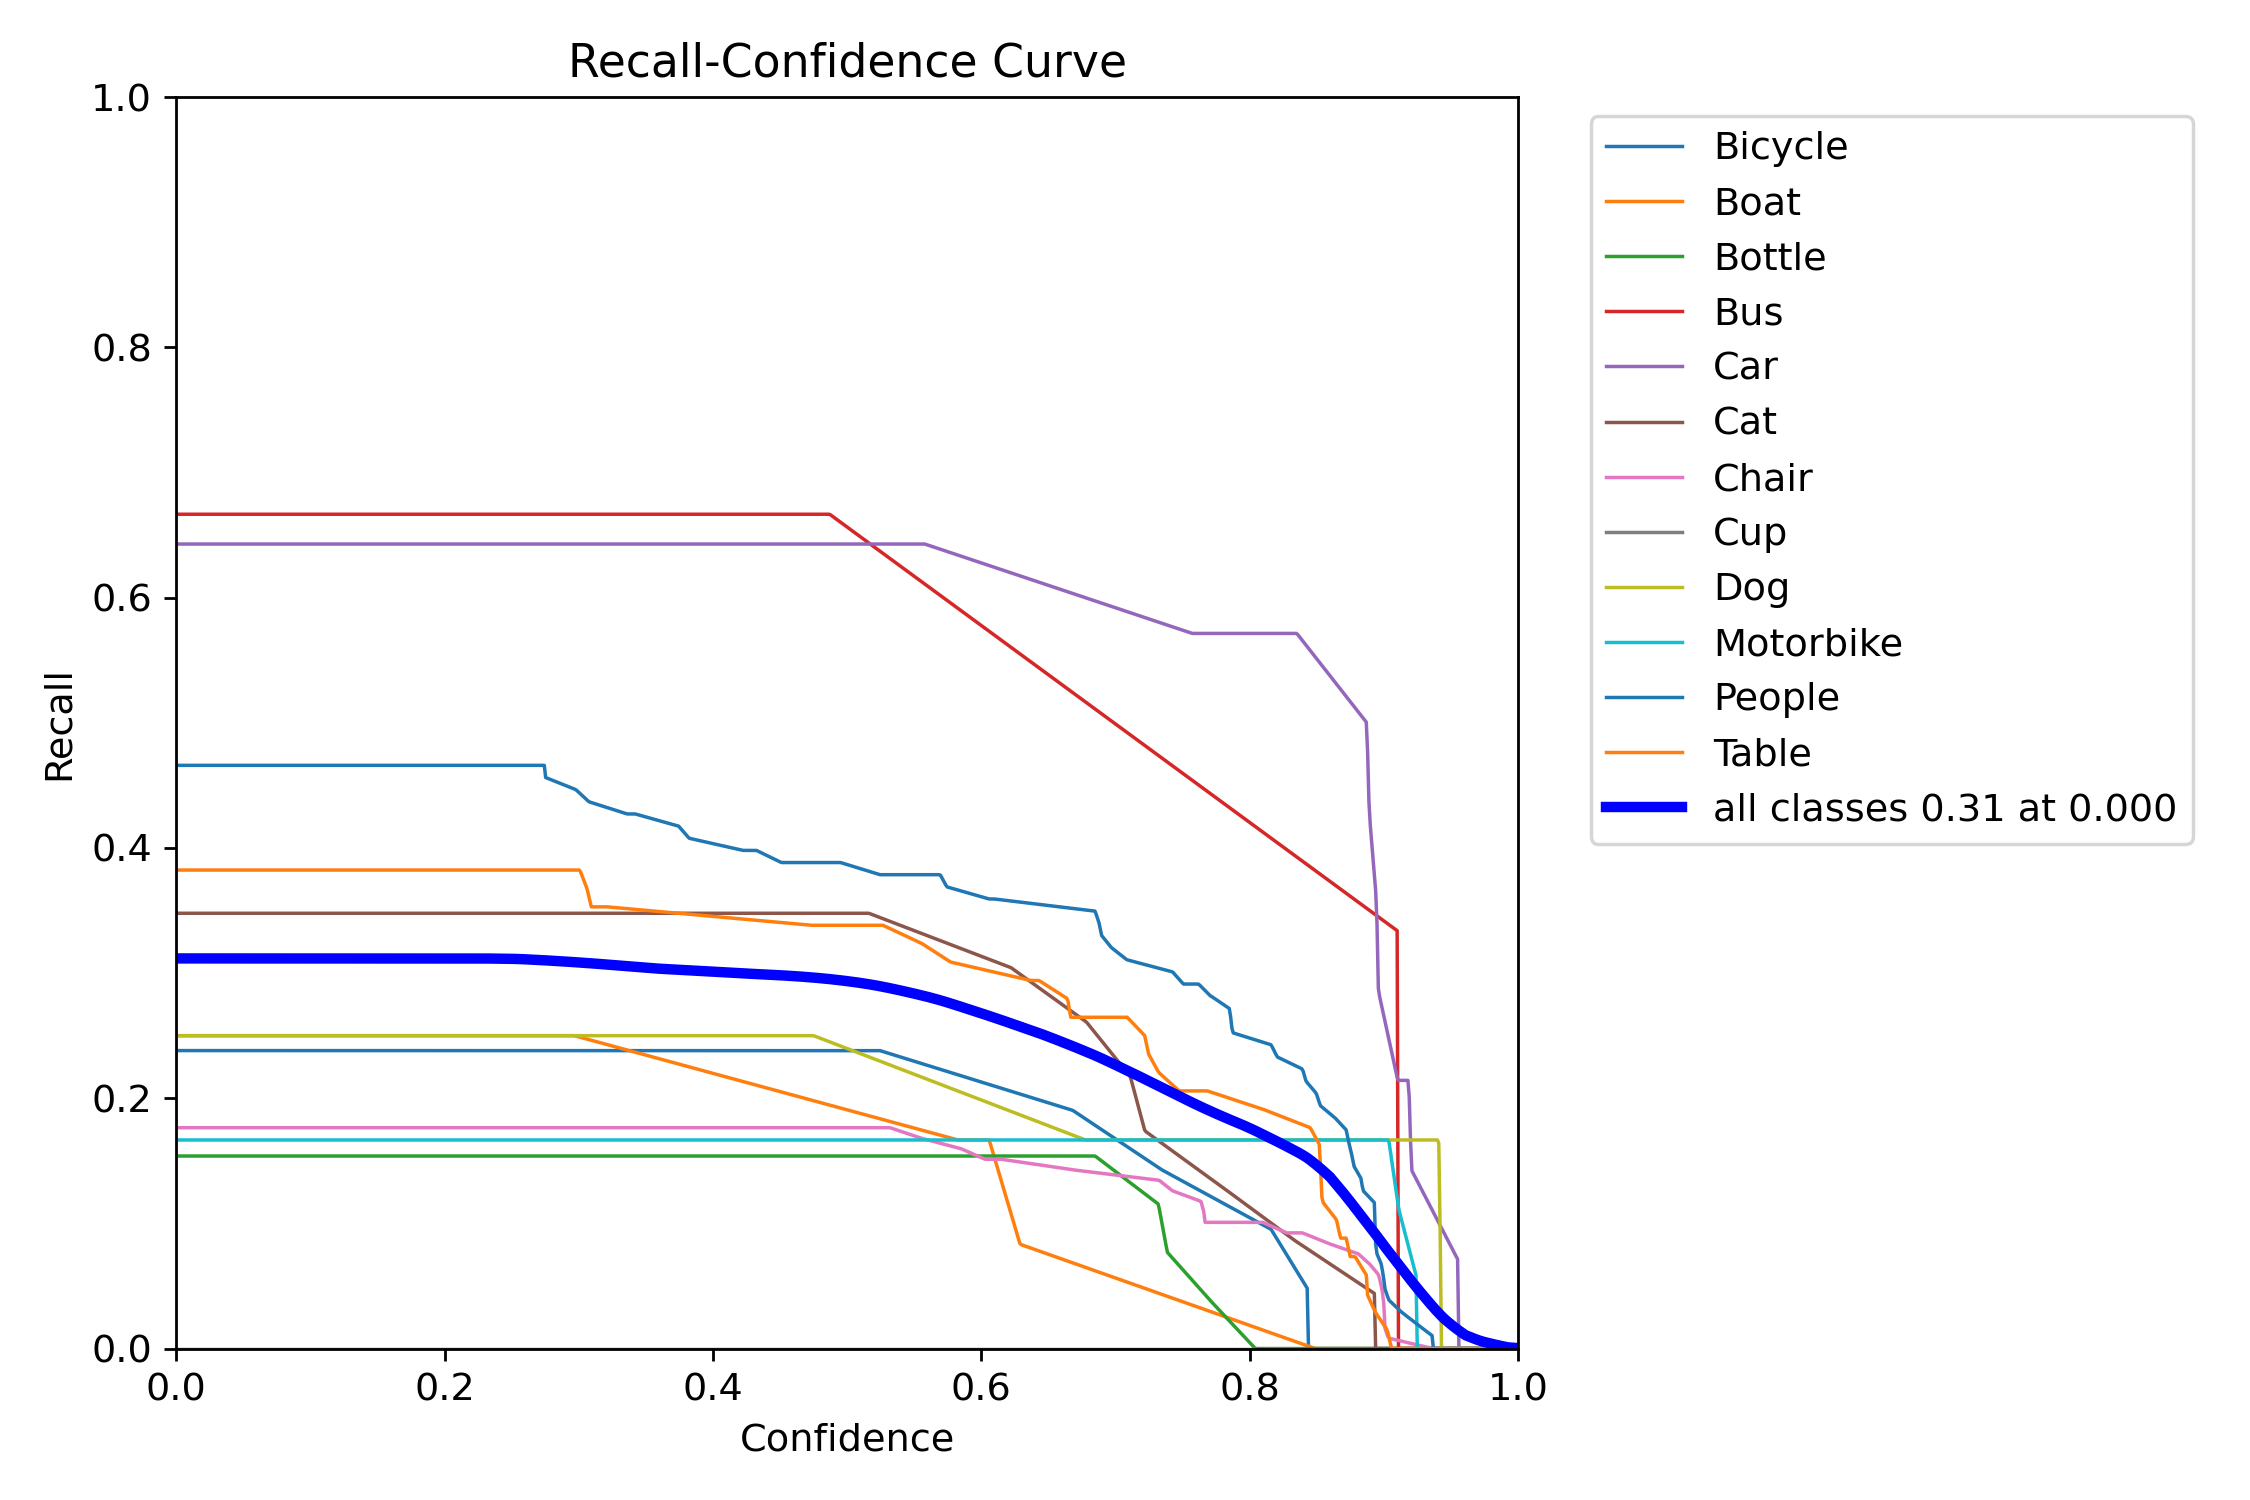 Recall-Confidence Curve
1.0
0.8
0.6
0.4
0.2
0.0
Recall
0.0 0.2 0.4 0.6 0.8 1.0
Confidence
Bicycle
Boat
Bottle
Bus
Car
Cat
Chair
Cup
Dog
Motorbike
People
Table
all classes 0.31 at 0.000